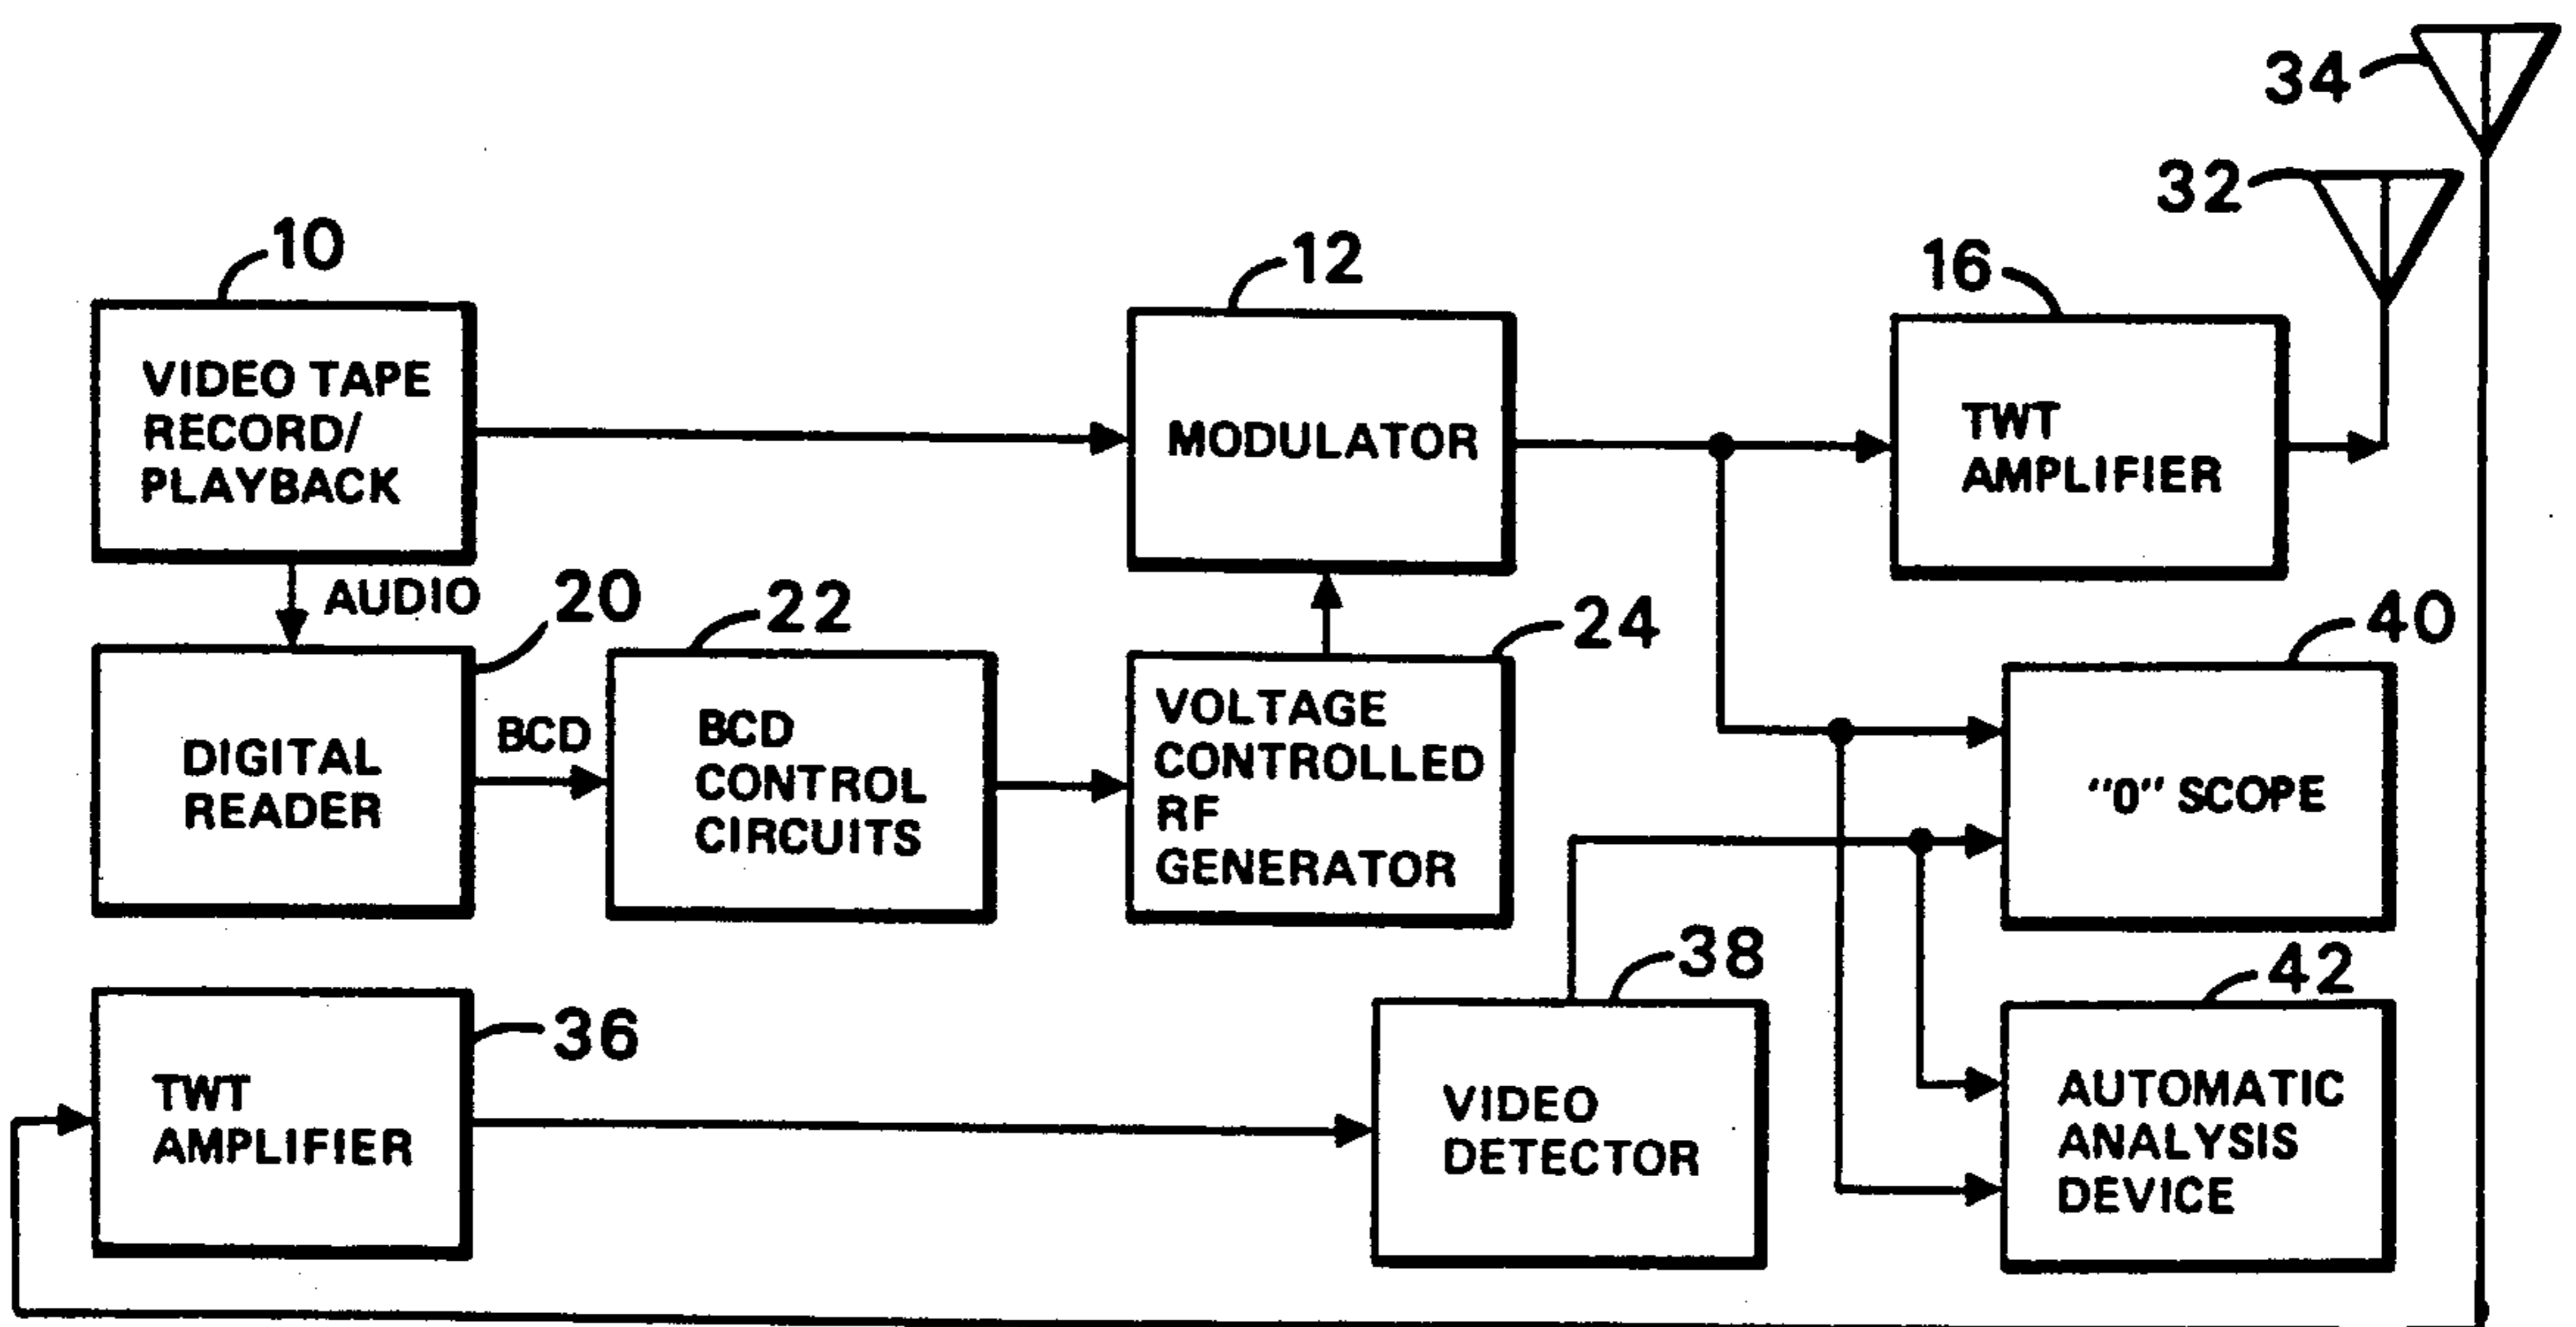 34
32
10
12
16
VIDEO TAPE
RECORD/
PLAYBACK
MODULATOR
TWT
AMPLIFIER
AUDIO
20
22
24
40
DIGITAL
READER
BCD
BCD
CONTROL
CIRCUITS
VOLTAGE
CONTROLLED
RF
GENERATOR
"0" SCOPE
36
38
42
TWT
AMPLIFIER
VIDEO
DETECTOR
AUTOMATIC
ANALYSIS
DEVICE